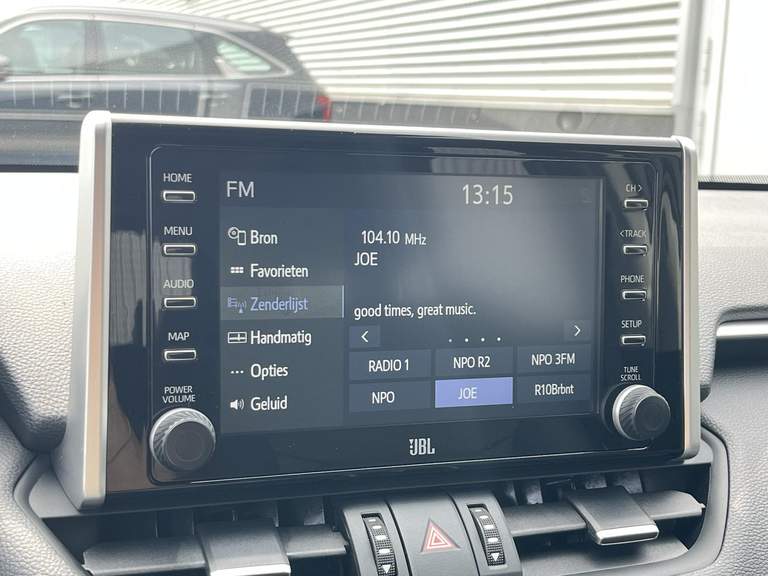 HOME
MENU
AUDIO
MAP
POWER
VOLUME
FM
13:15
Bron
Favorieten
Zenderlijst
Handmatig
Opties
Geluid
104.10 MHz
JOE
good times, great music.
< >
RADIO 1 NPO R2 NPO 3FM
NPO JOE R10Brbnt
JBL
CH >
< TRACK
PHONE
SETUP
TUNE
SCROLL